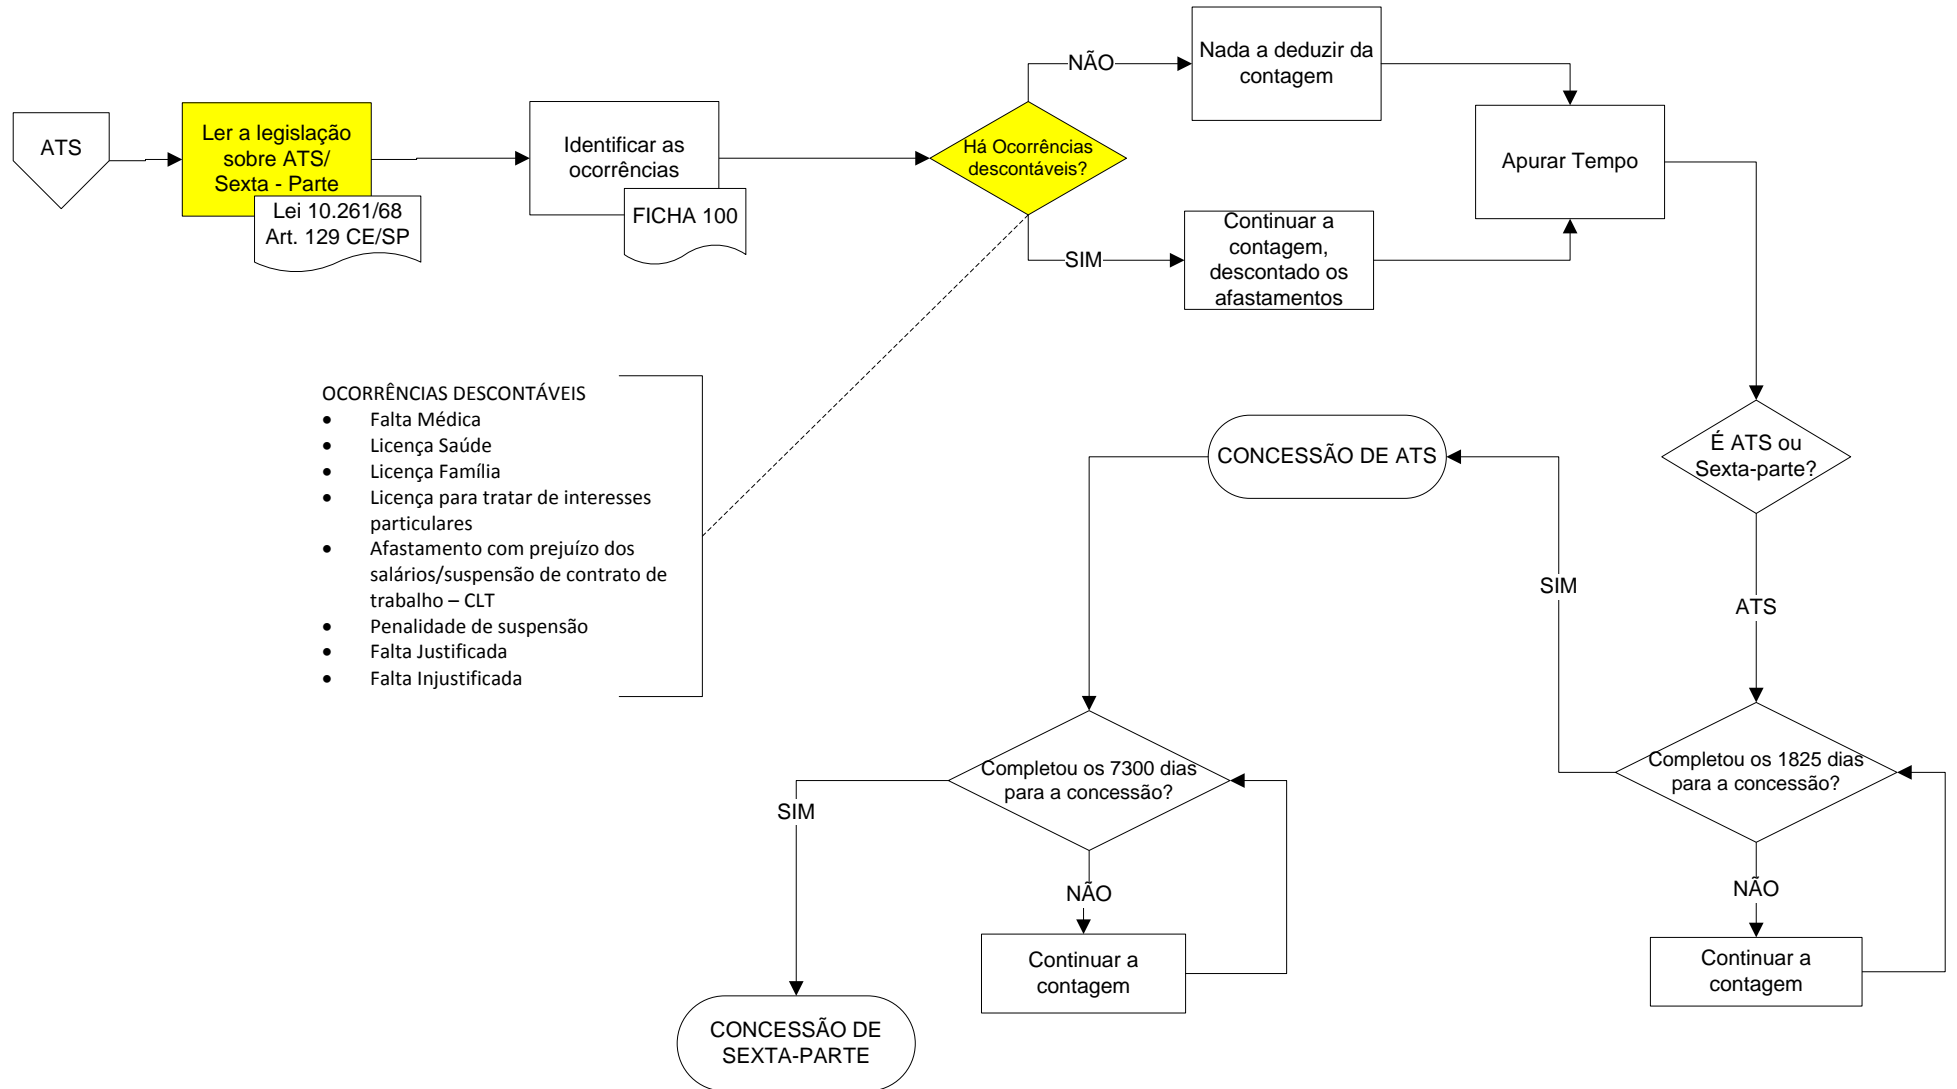 ATS
Ler a legislação
sobre ATS/
Sexta - Parte
Lei 10.261/68
Art. 129 CE/SP
Identificar as
ocorrências
FICHA 100
Há Ocorrências
descontáveis?
NÃO
Nada a deduzir da
contagem
SIM
Continuar a
contagem,
descontado os
afastamentos
Apurar Tempo
É ATS ou
Sexta-parte?
ATS
Completou os 1825 dias
para a concessão?
NÃO
Continuar a
contagem
SIM
CONCESSÃO DE ATS
Completou os 7300 dias
para a concessão?
NÃO
Continuar a
contagem
SIM
CONCESSÃO DE
SEXTA-PARTE
OCORRÊNCIAS DESCONTÁVEIS
• Falta Médica
• Licença Saúde
• Licença Família
• Licença para tratar de interesses
particulares
• Afastamento com prejuízo dos
salários/suspensão de contrato de
trabalho – CLT
• Penalidade de suspensão
• Falta Justificada
• Falta Injustificada